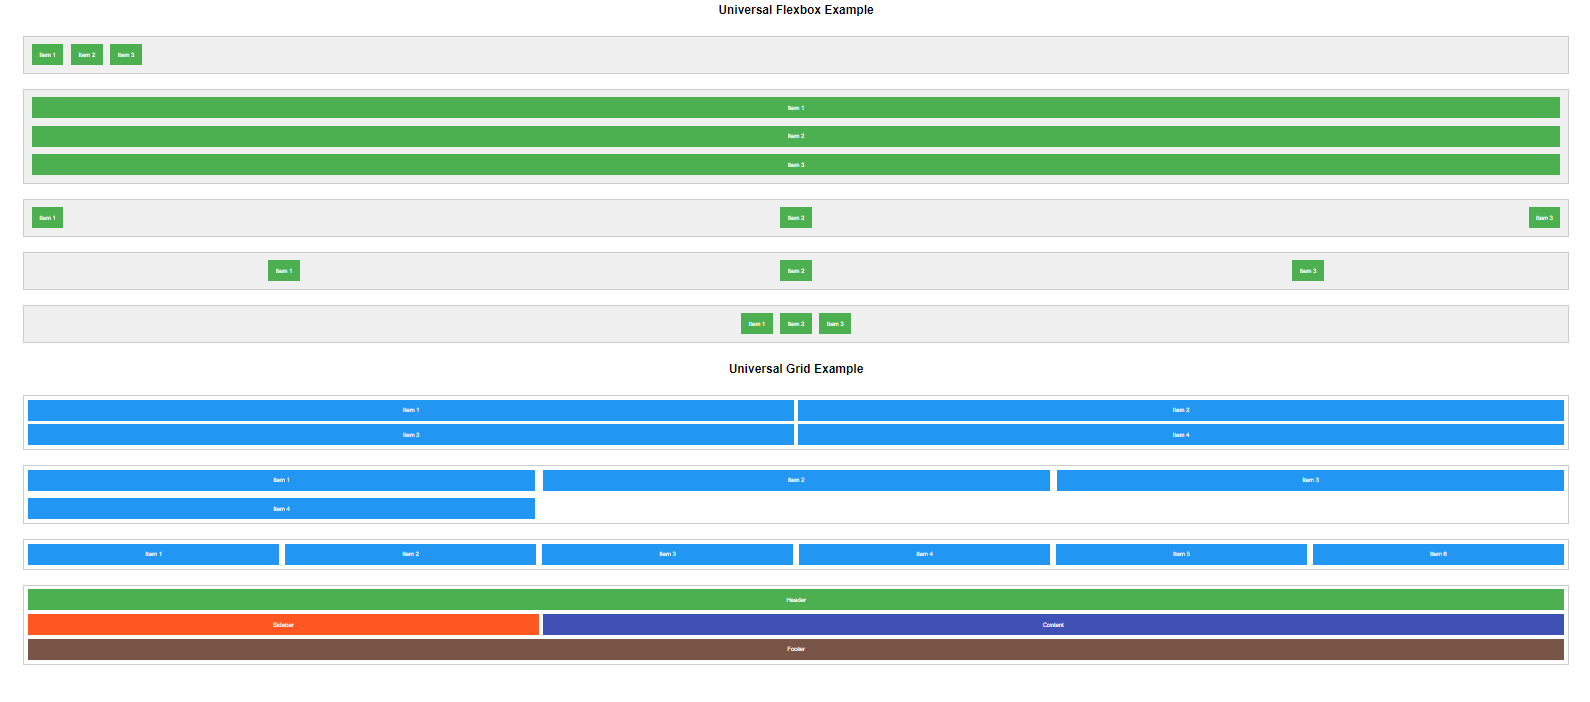 Universal Flexbox Example
Item 1 Item 2 Item 3
Item 1
Item 2
Item 3
Item 1 Item 2 Item 3
Item 1 Item 2 Item 3
Item 1 Item 2 Item 3
Universal Grid Example
Item 1 Item 2
Item 3 Item 4
Item 1 Item 2 Item 3
Item 4
Item 1 Item 2 Item 3 Item 4 Item 5 Item 6
Header
Sidebar Content
Footer